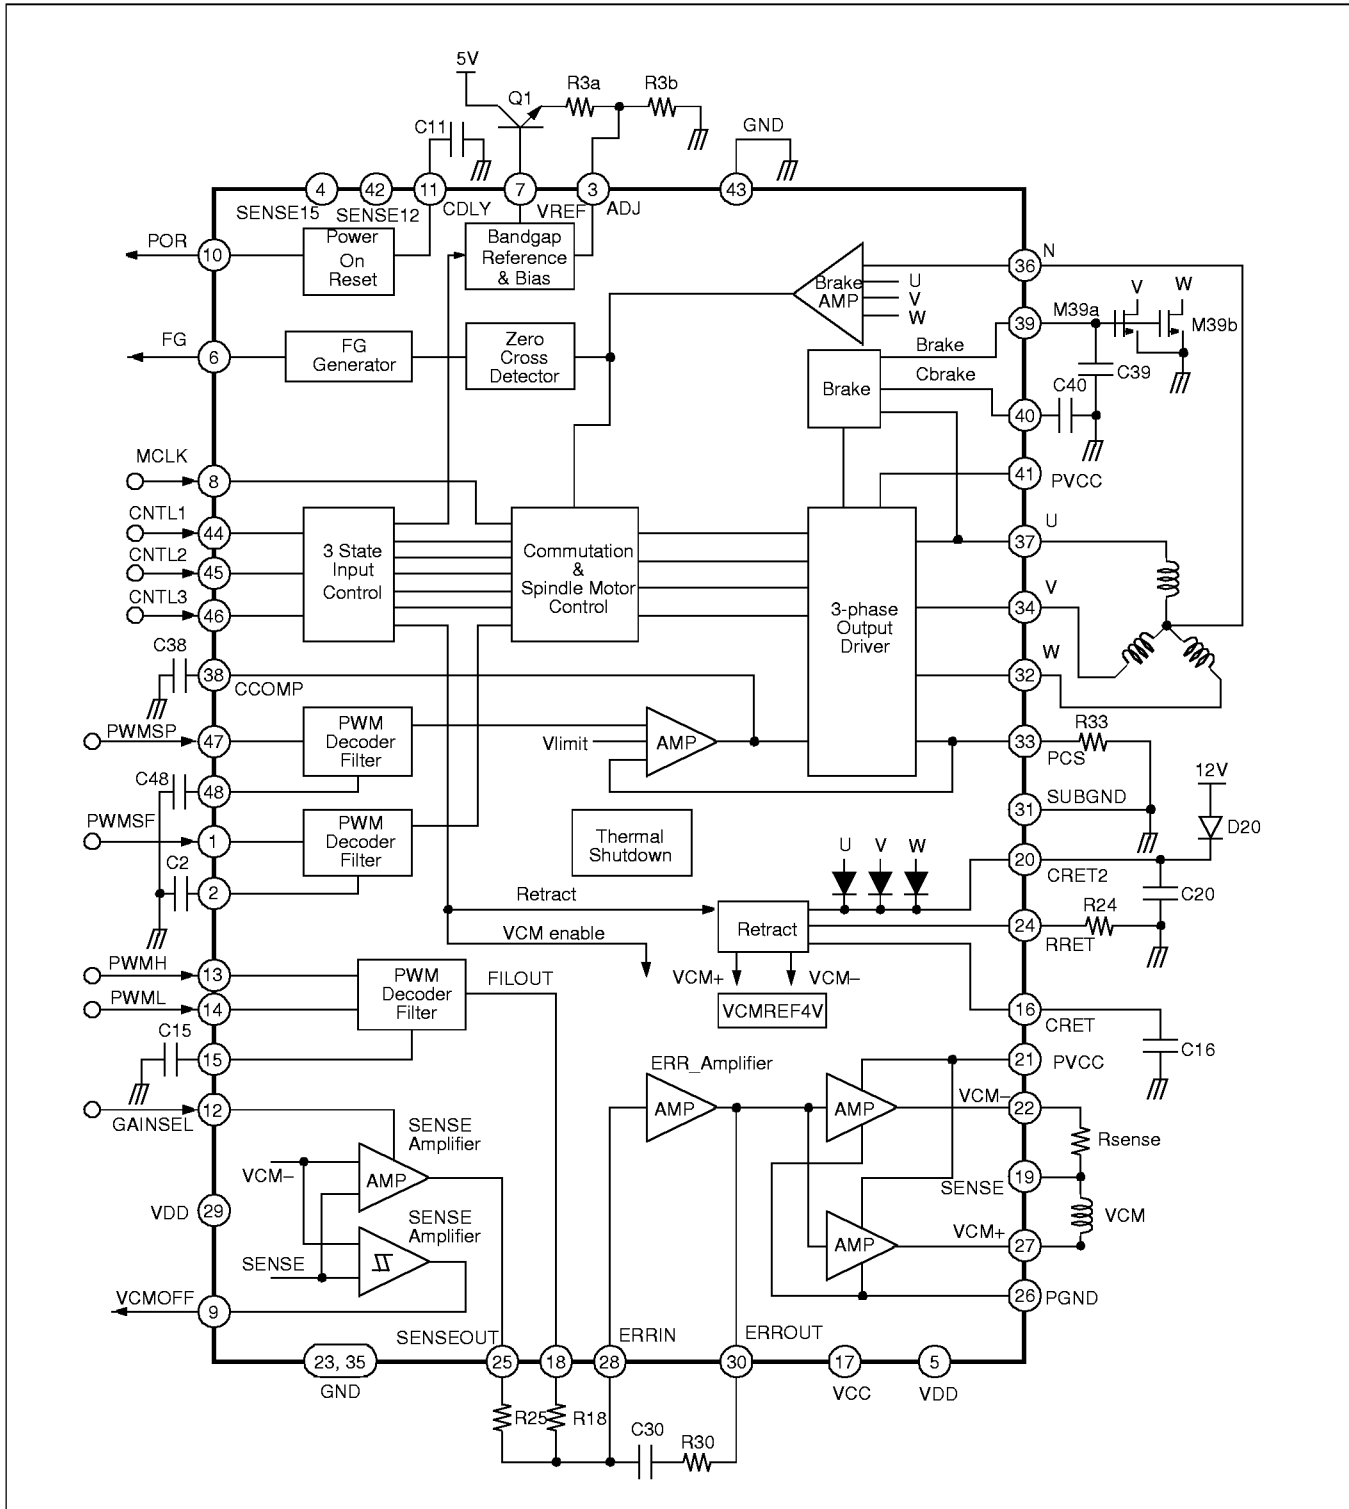 5V
Q1
R3a
R3b
C11
GND
4
42
11
7
3
43
SENSE15
SENSE12
CDLY
VREF
ADJ
POR
10
Power
On
Reset
Bandgap
Reference
& Bias
Brake
AMP
U
V
W
36
N
V
W
M39a
M39b
39
FG
6
FG
Generator
Zero
Cross
Detector
Brake
Brake
Cbrake
C39
C40
40
MCLK
8
41
PVCC
CNTL1
44
CNTL2
45
CNTL3
46
3 State
Input
Control
Commutation
&
Spindle Motor
Control
3-phase
Output
Driver
U
37
34
V
W
32
C38
38
CCOMP
PWMSP
47
PWM
Decoder
Filter
Vlimit
AMP
33
PCS
R33
C48
48
12V
31
SUBGND
D20
PWMSF
1
PWM
Decoder
Filter
Thermal
Shutdown
U
V
W
20
CRET2
C2
2
C20
Retract
Retract
R24
24
RRET
VCM enable
VCM+
VCM–
PWMH
13
PWML
14
PWM
Decoder
Filter
FILOUT
VCMREF4V
16
CRET
C15
15
C16
21
PVCC
ERR_Amplifier
AMP
AMP
VCM–
22
GAINSEL
12
SENSE
Amplifier
VCM–
AMP
Rsense
SENSE
19
VDD
29
SENSE
Amplifier
AMP
VCM
VCM+
27
SENSE
VCMOFF
9
26
PGND
SENSEOUT
ERRIN
ERROUT
23, 35
GND
25
18
28
30
17
VCC
5
VDD
R25
R18
C30
R30